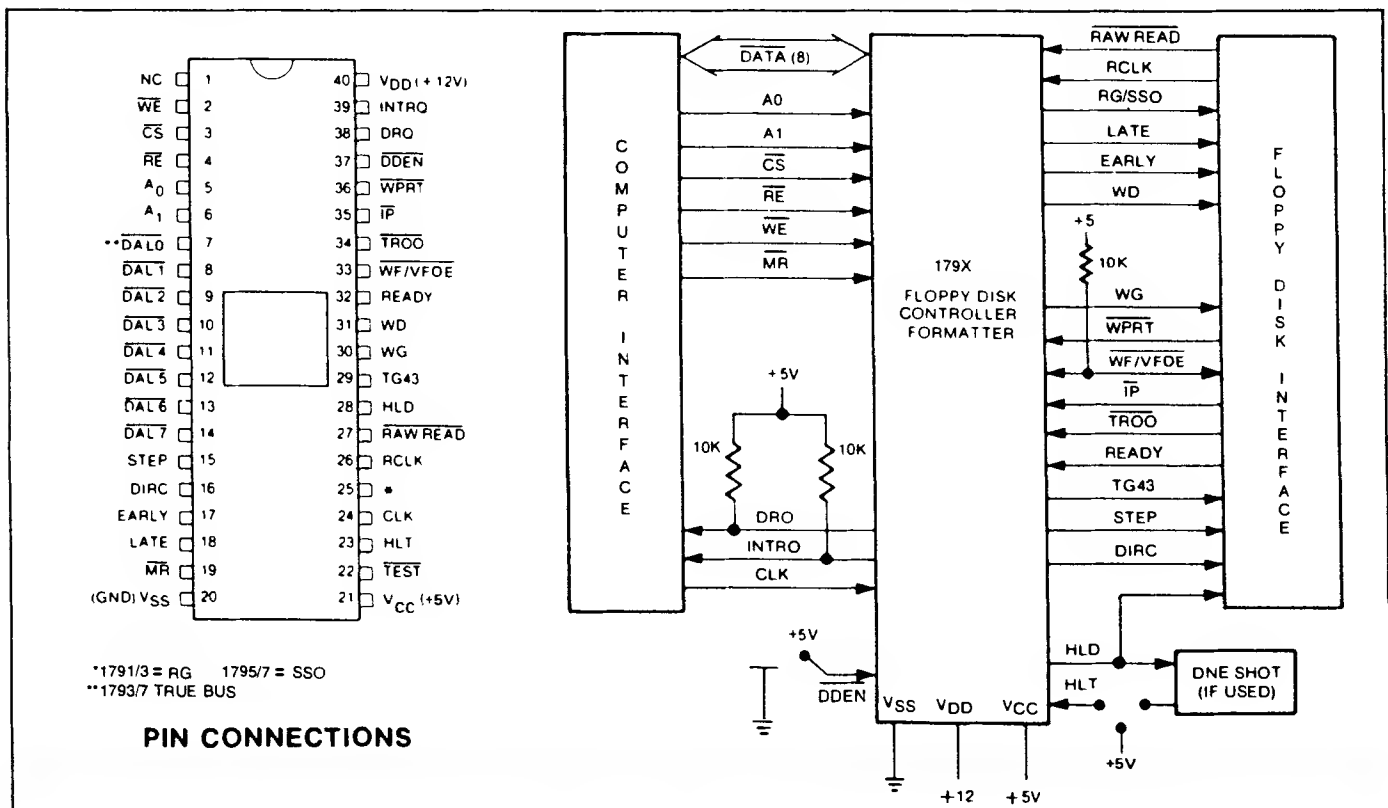 NC 1
WE 2
CS 3
RE 4
A0 5
A1 6
**DAL0 7
DAL1 8
DAL2 9
DAL3 10
DAL4 11
DAL5 12
DAL6 13
DAL7 14
STEP 15
DIRC 16
EARLY 17
LATE 18
MR 19
(GND) VSS 20
40 VDD (+12V)
39 INTRQ
38 DRQ
37 DDEN
36 WPRT
35 IP
34 TROO
33 WF/VFOE
32 READY
31 WD
30 WG
29 TG43
28 HLD
27 RAW READ
26 RCLK
25 *
24 CLK
23 HLT
22 TEST
21 VCC (+5V)
*1791/3 = RG 1795/7 = SSO
**1793/7 TRUE BUS
PIN CONNECTIONS
COMPUTER INTERFACE
DATA (8)
A0
A1
CS
RE
WE
MR
+5V
10K
10K
DRO
INTRO
CLK
+5V
DDEN
179X
FLOPPY DISK
CONTROLLER
FORMATTER
VSS VDD VCC
+12 +5V
RAW READ
RCLK
RG/SSO
LATE
EARLY
WD
+5
10K
WG
WPRT
WF/VFOE
IP
TROO
READY
TG43
STEP
DIRC
HLD
HLT
+5V
DNE SHOT
(IF USED)
FLOPPY DISK INTERFACE